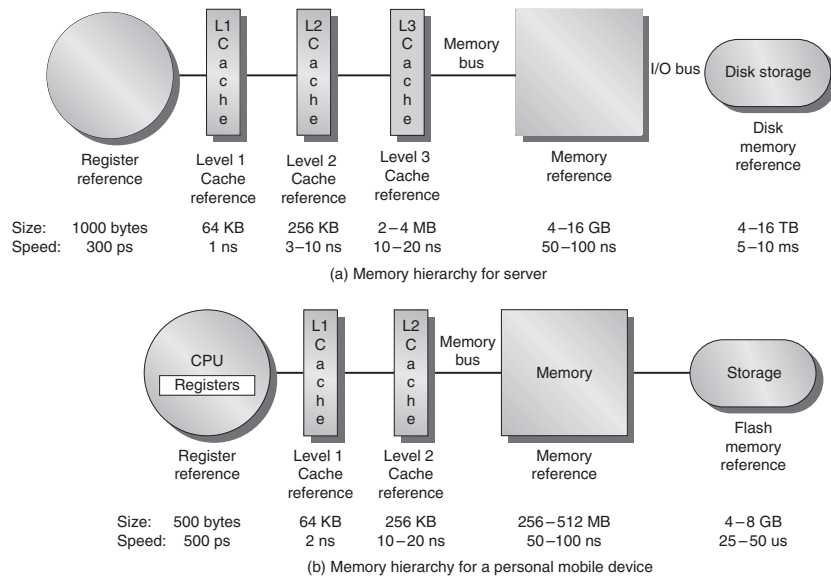 L1
C
a
c
h
e
L2
C
a
c
h
e
L3
C
a
c
h
e
Memory
bus
I/O bus
Disk storage
Register
reference
Level 1
Cache
reference
Level 2
Cache
reference
Level 3
Cache
reference
Memory
reference
Disk
memory
reference
Size: 1000 bytes 64 KB 256 KB 2–4 MB 4–16 GB 4–16 TB
Speed: 300 ps 1 ns 3–10 ns 10–20 ns 50–100 ns 5–10 ms
(a) Memory hierarchy for server
CPU
Registers
L1
C
a
c
h
e
L2
C
a
c
h
e
Memory
bus
Memory
Storage
Register
reference
Level 1
Cache
reference
Level 2
Cache
reference
Memory
reference
Flash
memory
reference
Size: 500 bytes 64 KB 256 KB 256–512 MB 4–8 GB
Speed: 500 ps 2 ns 10–20 ns 50–100 ns 25–50 us
(b) Memory hierarchy for a personal mobile device